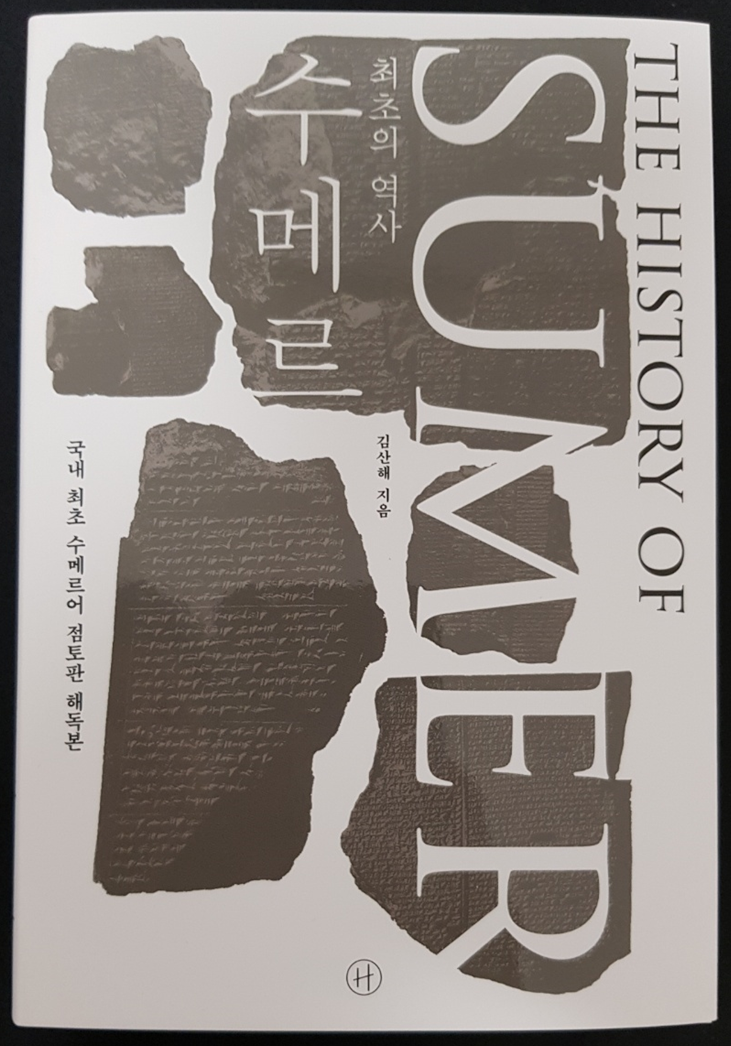 THE HISTORY OF
SUMER
최초의 역사
수메르
김산해 지음
국내 최초 수메르어 점토판 해독본
H